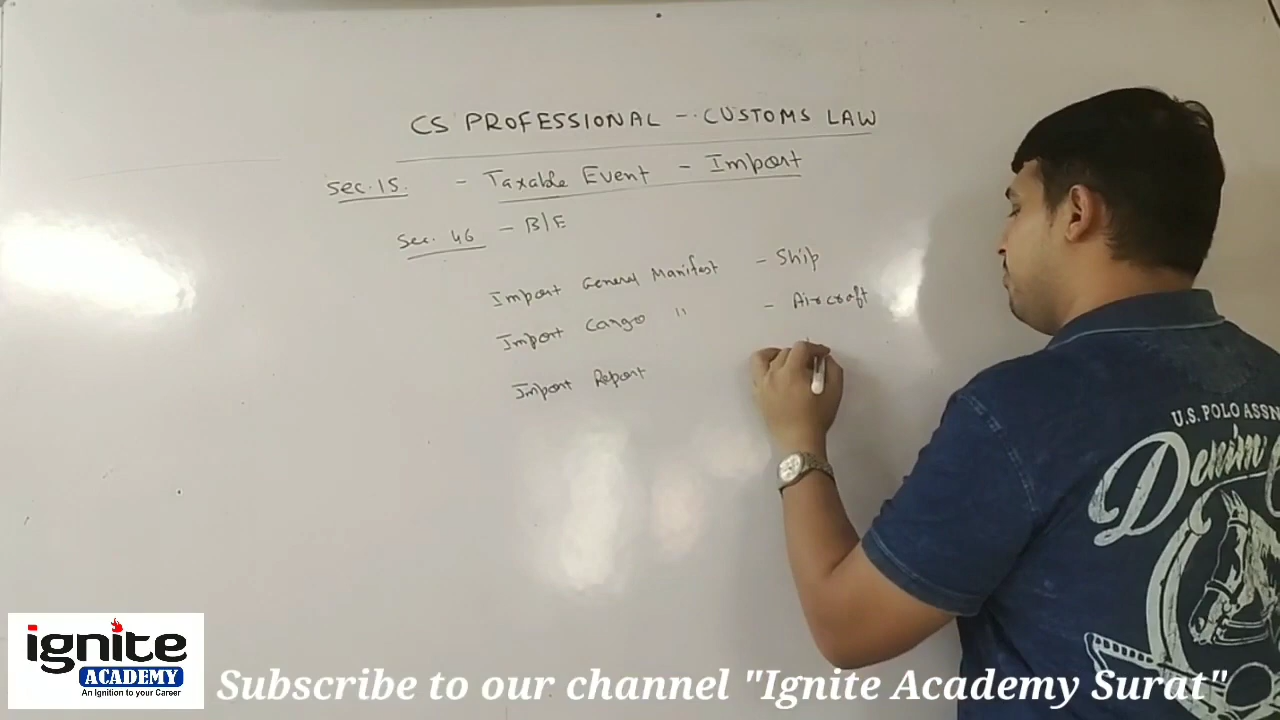 CS PROFESSIONAL - CUSTOMS LAW
Sec. 15. - Taxable Event - Import
Sec. 46 - B/E
Import General Manifest - Ship
Import Cargo " - Aircraft
Import Report
U.S. POLO ASSN
Denim
ignite
ACADEMY
An Ignition to your Career
Subscribe to our channel "Ignite Academy Surat"